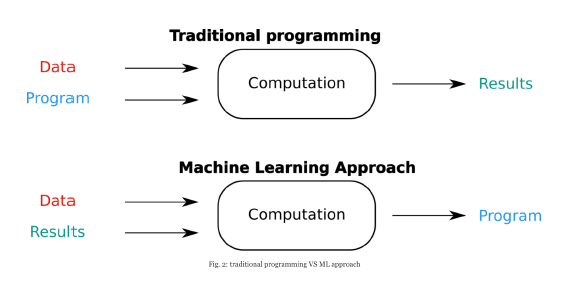 Traditional programming
Data
Program
Computation
Results
Machine Learning Approach
Data
Results
Computation
Program
Fig. 2: traditional programming VS ML approach